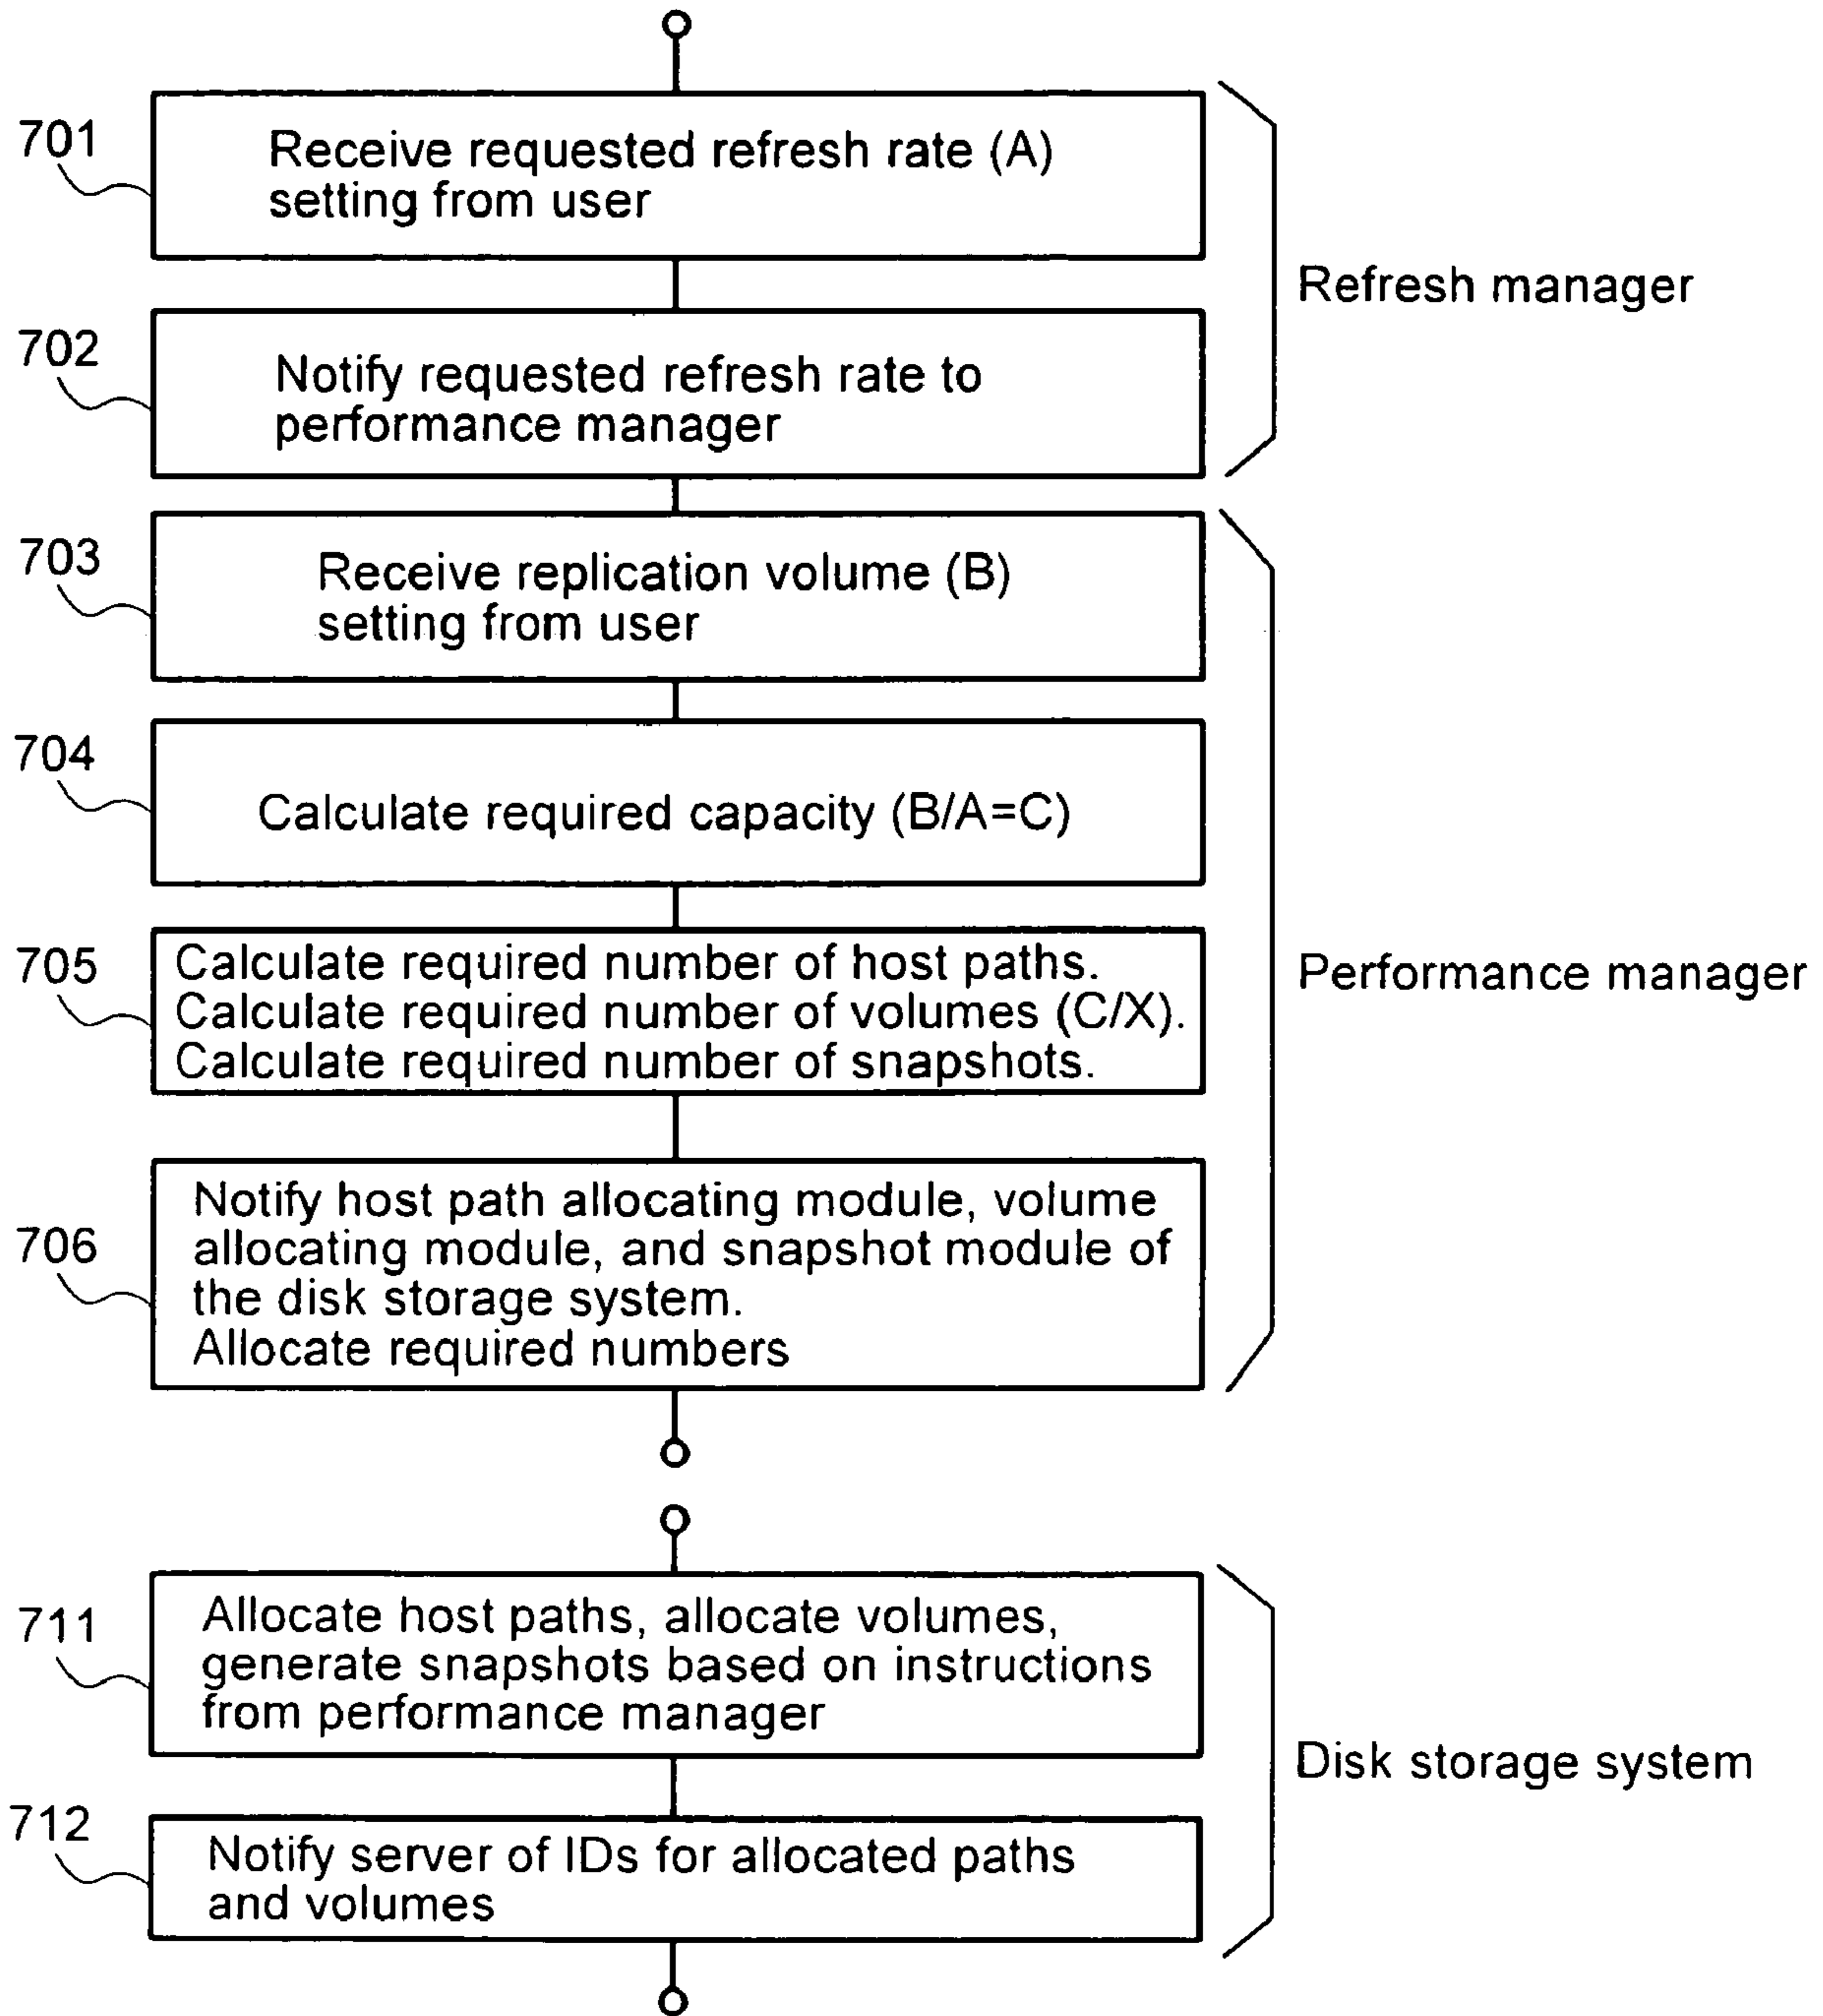 701
Receive requested refresh rate (A)
setting from user
Refresh manager
702
Notify requested refresh rate to
performance manager
703
Receive replication volume (B)
setting from user
704
Calculate required capacity (B/A=C)
705
Calculate required number of host paths.
Calculate required number of volumes (C/X).
Calculate required number of snapshots.
Performance manager
706
Notify host path allocating module, volume
allocating module, and snapshot module of
the disk storage system.
Allocate required numbers
711
Allocate host paths, allocate volumes,
generate snapshots based on instructions
from performance manager
Disk storage system
712
Notify server of IDs for allocated paths
and volumes